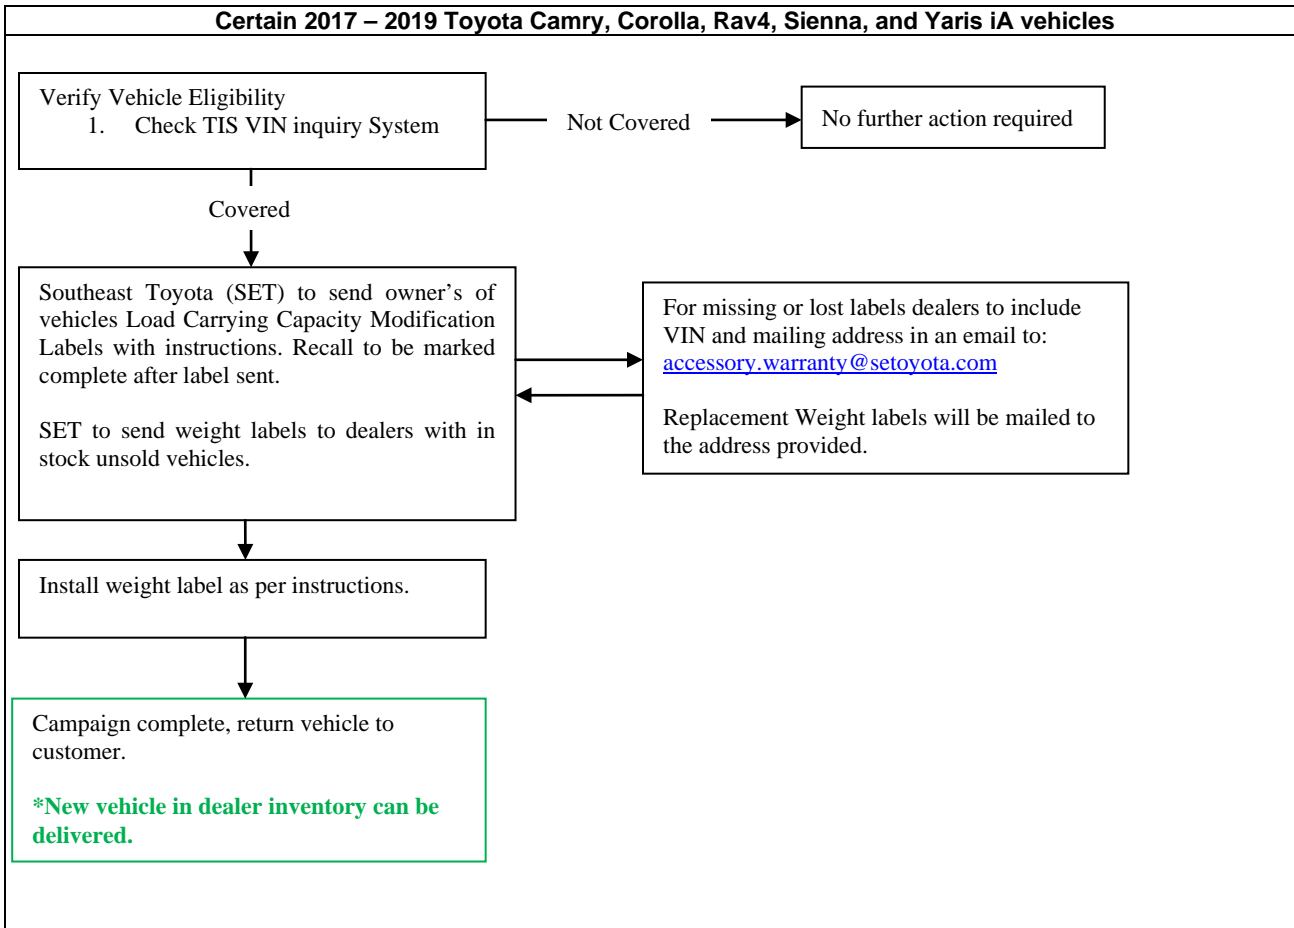 Certain 2017 – 2019 Toyota Camry, Corolla, Rav4, Sienna, and Yaris iA vehicles
Verify Vehicle Eligibility
1. Check TIS VIN inquiry System
Not Covered
No further action required
Covered
Southeast Toyota (SET) to send owner’s of
vehicles Load Carrying Capacity Modification
Labels with instructions. Recall to be marked
complete after label sent.
SET to send weight labels to dealers with in
stock unsold vehicles.
For missing or lost labels dealers to include
VIN and mailing address in an email to:
accessory.warranty@setoyota.com
Replacement Weight labels will be mailed to
the address provided.
Install weight label as per instructions.
Campaign complete, return vehicle to
customer.
*New vehicle in dealer inventory can be
delivered.